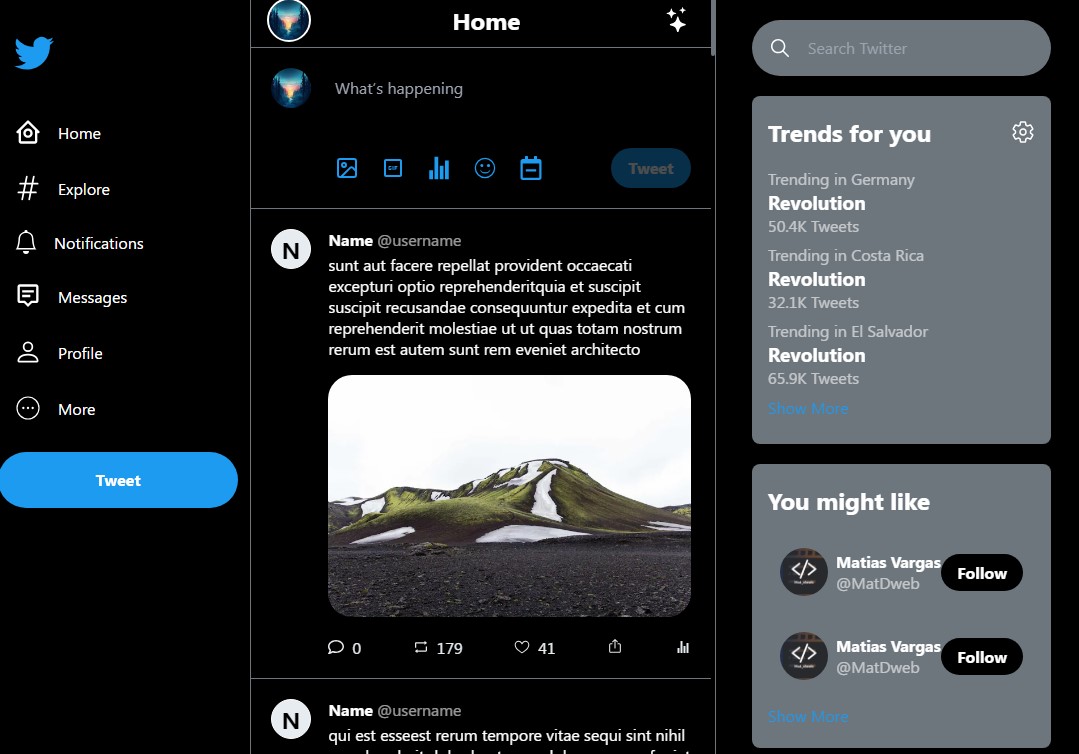 Home
Explore
Notifications
Messages
Profile
More
Tweet
Home
What's happening
GIF
Tweet
N
Name @username
sunt aut facere repellat provident occaecati
excepturi optio reprehenderitquia et suscipit
suscipit recusandae consequuntur expedita et cum
reprehenderit molestiae ut ut quas totam nostrum
rerum est autem sunt rem eveniet architecto
0 179 41
N
Name @username
qui est esseest rerum tempore vitae sequi sint nihil
Search Twitter
Trends for you
Trending in Germany
Revolution
50.4K Tweets
Trending in Costa Rica
Revolution
32.1K Tweets
Trending in El Salvador
Revolution
65.9K Tweets
Show More
You might like
Matias Vargas
@MatDweb
Follow
Matias Vargas
@MatDweb
Follow
Show More